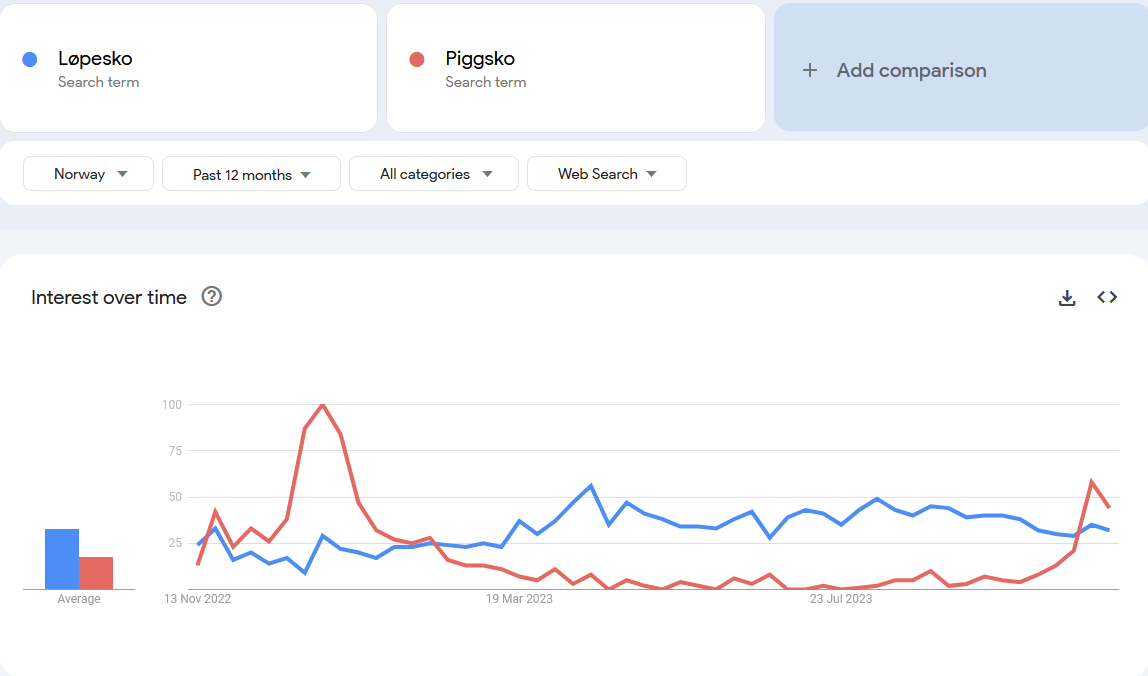 Løpesko
Search term
Piggsko
Search term
+ Add comparison
Norway
Past 12 months
All categories
Web Search
Interest over time ?
100
75
50
25
Average
13 Nov 2022
19 Mar 2023
23 Jul 2023